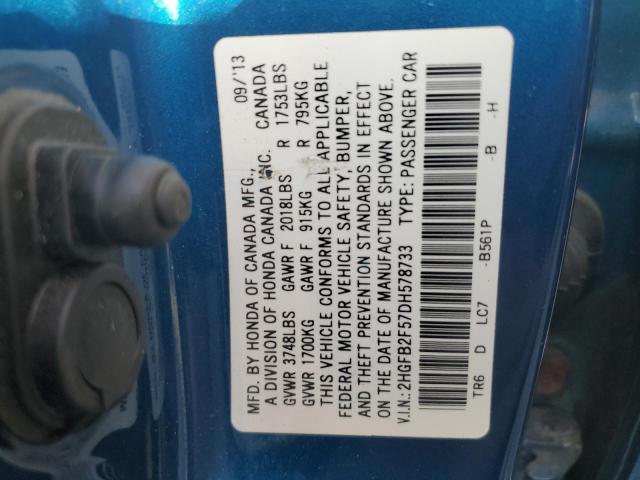 MFD. BY HONDA OF CANADA MFG., 09/'13
A DIVISION OF HONDA CANADA INC. CANADA
GVWR 3748LBS GAWR F 2018LBS R 1753LBS
GVWR 1700KG GAWR F 915KG R 795KG
THIS VEHICLE CONFORMS TO ALL APPLICABLE
FEDERAL MOTOR VEHICLE SAFETY, BUMPER,
AND THEFT PREVENTION STANDARDS IN EFFECT
ON THE DATE OF MANUFACTURE SHOWN ABOVE.
V.I.N.: 2HGFB2F57DH578733 TYPE: PASSENGER CAR
TR6 D LC7 -B561P -B -H